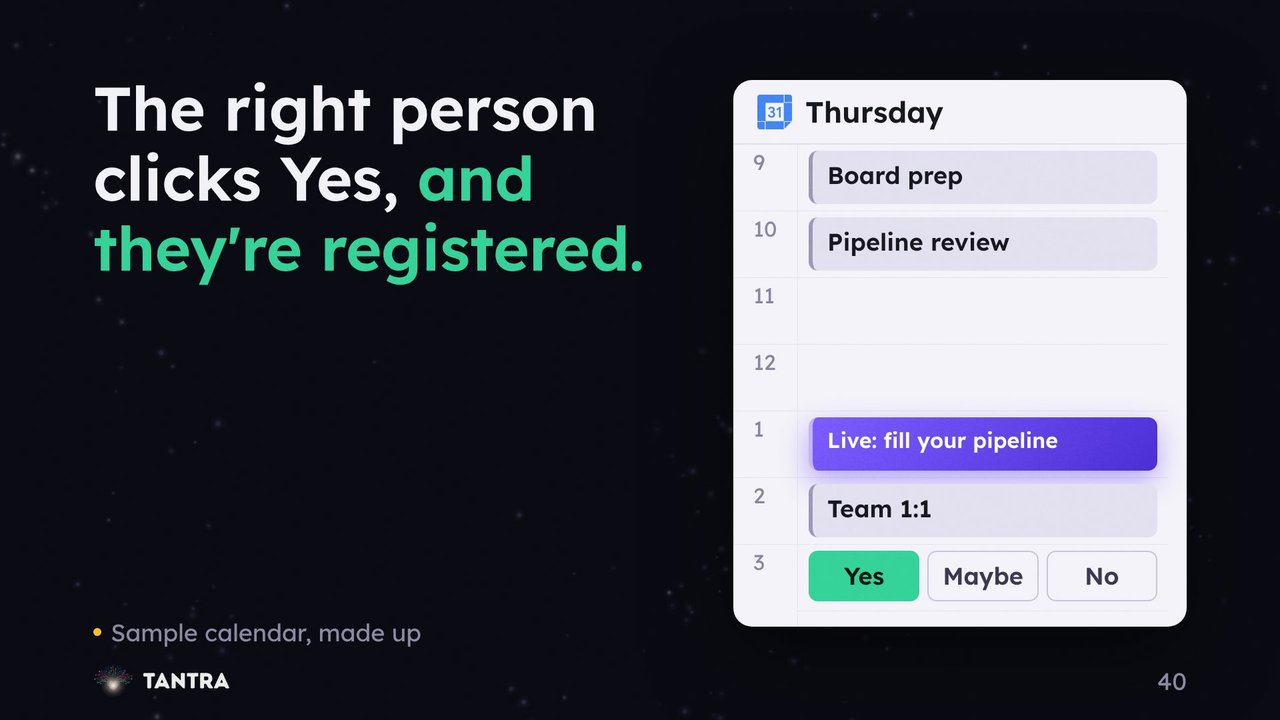 The right person
clicks Yes, and
they're registered.
31
Thursday
9
Board prep
10
Pipeline review
11
12
1
Live: fill your pipeline
2
Team 1:1
3
Yes
Maybe
No
Sample calendar, made up
TANTRA
40